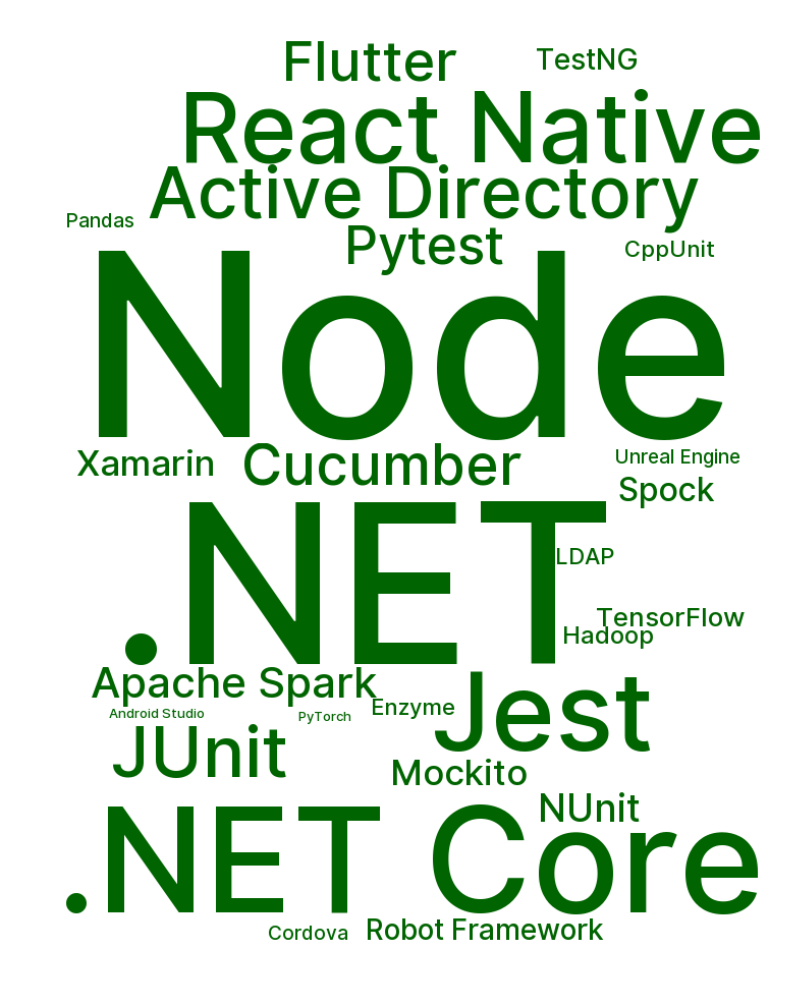 Flutter
TestNG
React Native
Active Directory
Pandas
Pytest
CppUnit
Node
Xamarin
Cucumber
Unreal Engine
Spock
.NET
LDAP
TensorFlow
Hadoop
Apache Spark
Android Studio
PyTorch
Enzyme
Jest
JUnit
Mockito
NUnit
.NET Core
Cordova
Robot Framework